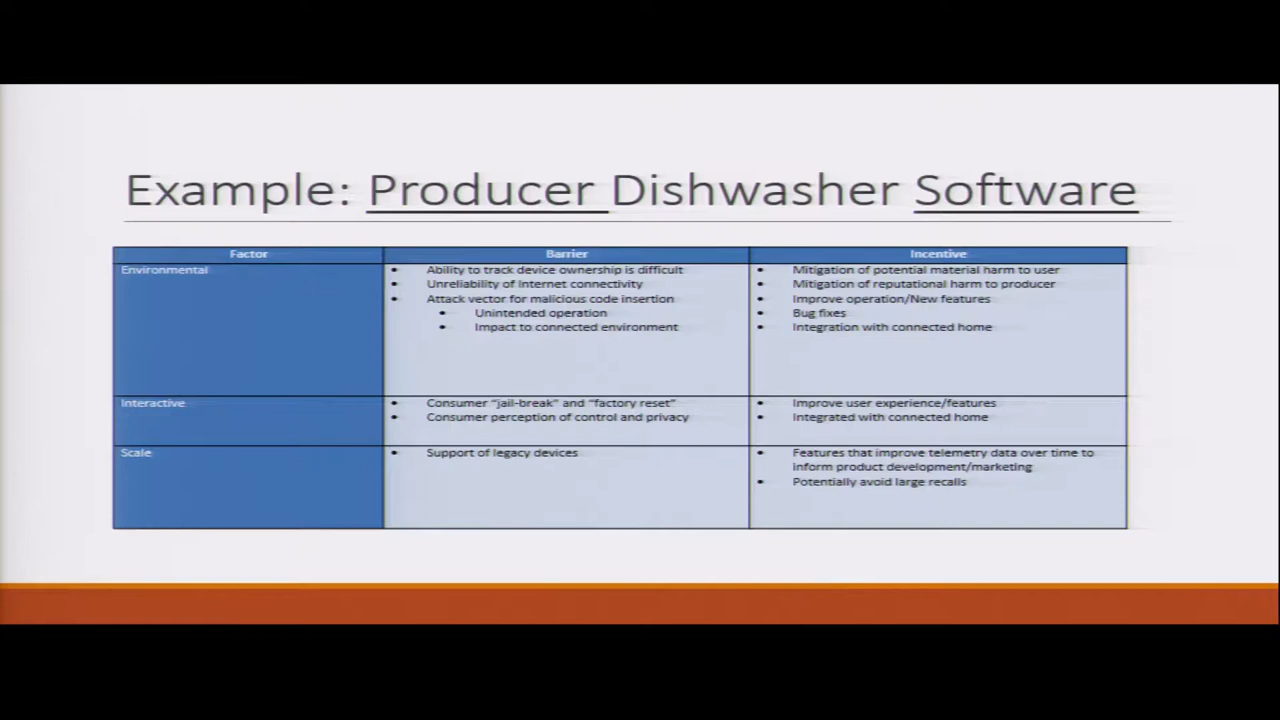 Example: Producer Dishwasher Software
Factor Barrier Incentive
Environmental
• Ability to track device ownership is difficult
• Unreliability of Internet connectivity
• Attack vector for malicious code insertion
• Unintended operation
• Impact to connected environment
• Mitigation of potential material harm to user
• Mitigation of reputational harm to producer
• Improve operation/New features
• Bug fixes
• Integration with connected home
Interactive
• Consumer “jail-break” and “factory reset”
• Consumer perception of control and privacy
• Improve user experience/features
• Integrated with connected home
Scale
• Support of legacy devices
• Features that improve telemetry data over time to
inform product development/marketing
• Potentially avoid large recalls